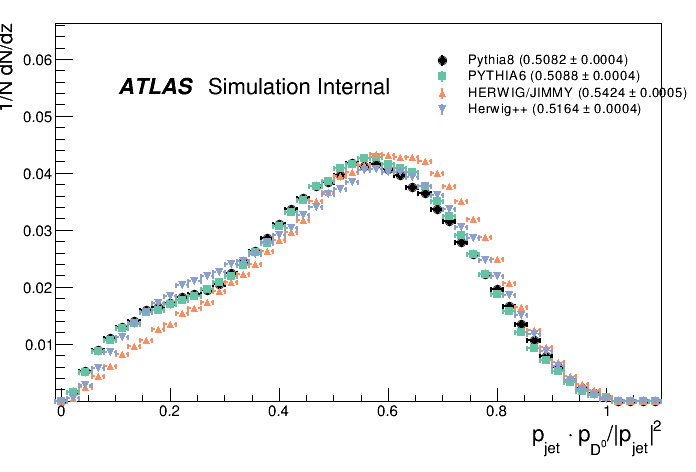 1/N dN/dz
ATLAS Simulation Internal
Pythia8 (0.5082 ± 0.0004)
PYTHIA6 (0.5088 ± 0.0004)
HERWIG/JIMMY (0.5424 ± 0.0005)
Herwig++ (0.5164 ± 0.0004)
0.06
0.05
0.04
0.03
0.02
0.01
0 0.2 0.4 0.6 0.8 1
p_jet · p_D⁰/|p_jet|²